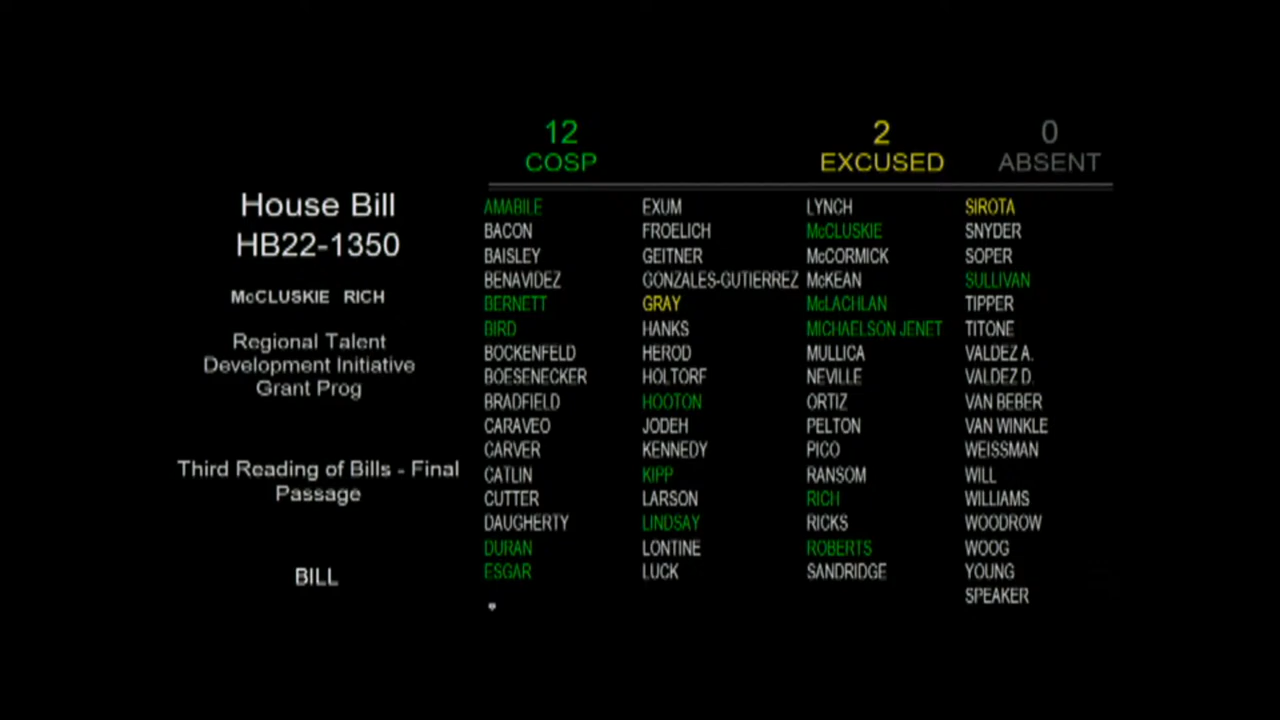 12 2 0
COSP EXCUSED ABSENT
House Bill
HB22-1350
McCLUSKIE RICH
Regional Talent
Development Initiative
Grant Prog
Third Reading of Bills - Final
Passage
BILL
AMABILE
BACON
BAISLEY
BENAVIDEZ
BERNETT
BIRD
BOCKENFELD
BOESENECKER
BRADFIELD
CARAVEO
CARVER
CATLIN
CUTTER
DAUGHERTY
DURAN
ESGAR
EXUM
FROELICH
GEITNER
GONZALES-GUTIERREZ
GRAY
HANKS
HEROD
HOLTORF
HOOTON
JODEH
KENNEDY
KIPP
LARSON
LINDSAY
LONTINE
LUCK
LYNCH
McCLUSKIE
McCORMICK
McKEAN
McLACHLAN
MICHAELSON JENET
MULLICA
NEVILLE
ORTIZ
PELTON
PICO
RANSOM
RICH
RICKS
ROBERTS
SANDRIDGE
SIROTA
SNYDER
SOPER
SULLIVAN
TIPPER
TITONE
VALDEZ A.
VALDEZ D.
VAN BEBER
VAN WINKLE
WEISSMAN
WILL
WILLIAMS
WOODROW
WOOG
YOUNG
SPEAKER